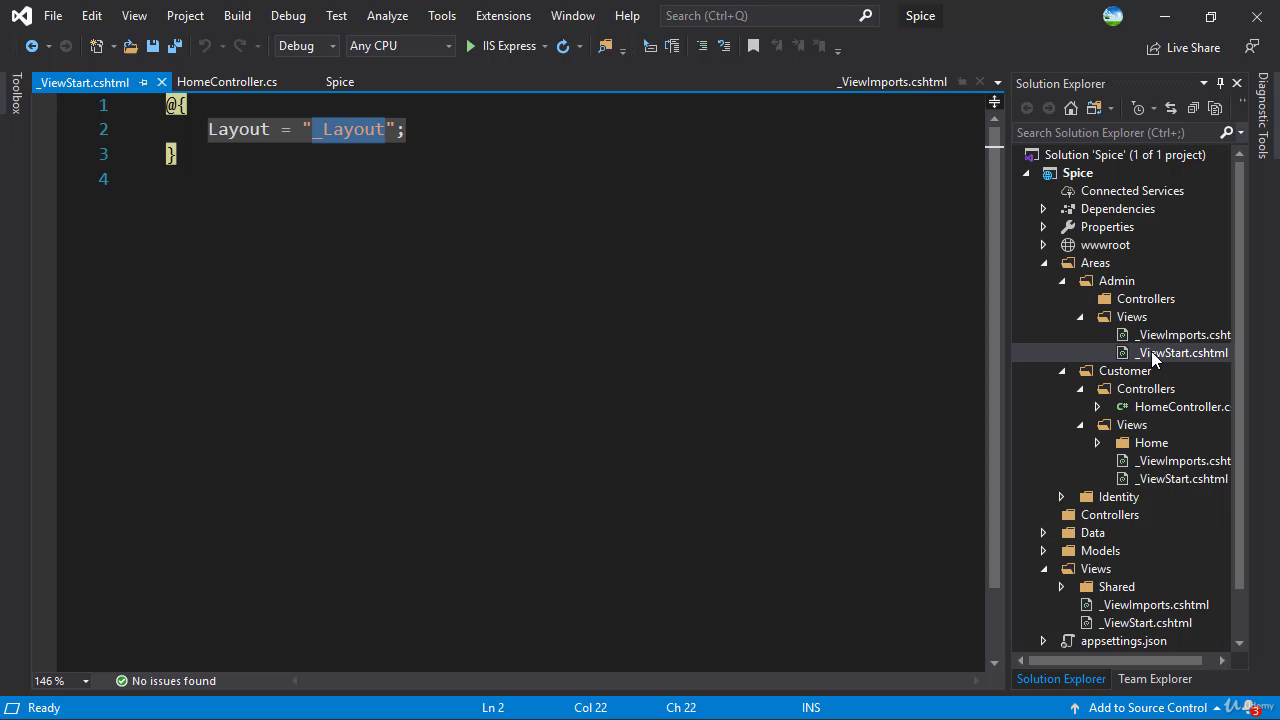 File Edit View Project Build Debug Test Analyze Tools Extensions Window Help Search (Ctrl+Q) Spice
Debug Any CPU IIS Express Live Share
_ViewStart.cshtml HomeController.cs Spice _ViewImports.cshtml
Toolbox
1 @{
2 Layout = "_Layout";
3 }
4
146 % No issues found
Solution Explorer
Search Solution Explorer (Ctrl+;)
Solution 'Spice' (1 of 1 project)
Spice
Connected Services
Dependencies
Properties
wwwroot
Areas
Admin
Controllers
Views
_ViewImports.csht
_ViewStart.cshtml
Customer
Controllers
HomeController.c
Views
Home
_ViewImports.csht
_ViewStart.cshtml
Identity
Controllers
Data
Models
Views
Shared
_ViewImports.cshtml
_ViewStart.cshtml
appsettings.json
Solution Explorer Team Explorer
Diagnostic Tools
Ready Ln 2 Col 22 Ch 22 INS Add to Source Control 3
Udemy